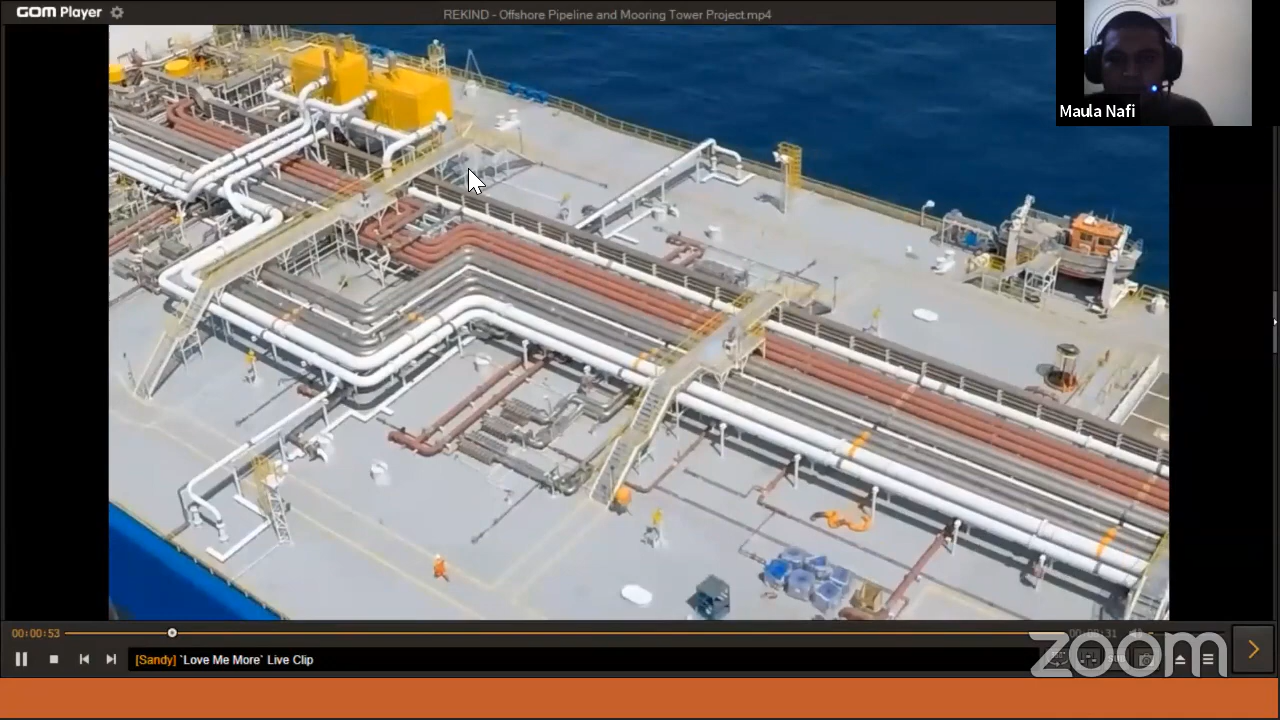 GOM Player
REKIND - Offshore Pipeline and Mooring Tower Project.mp4
Maula Nafi
00:00:53
[Sandy] `Love Me More` Live Clip
zoom